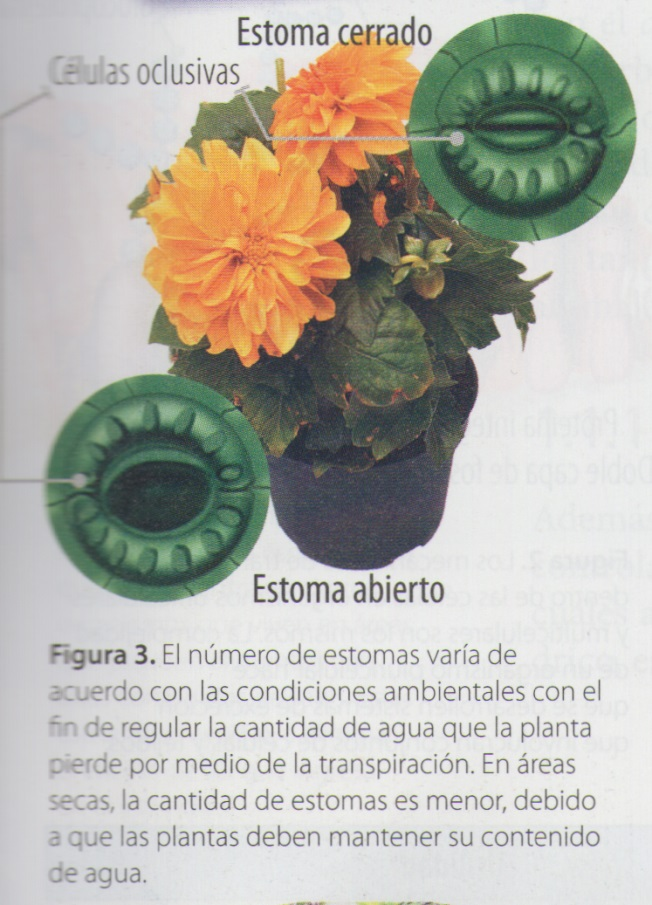 Estoma cerrado
Células oclusivas
Estoma abierto
Figura 3. El número de estomas varía de
acuerdo con las condiciones ambientales con el
fin de regular la cantidad de agua que la planta
pierde por medio de la transpiración. En áreas
secas, la cantidad de estomas es menor, debido
a que las plantas deben mantener su contenido
de agua.